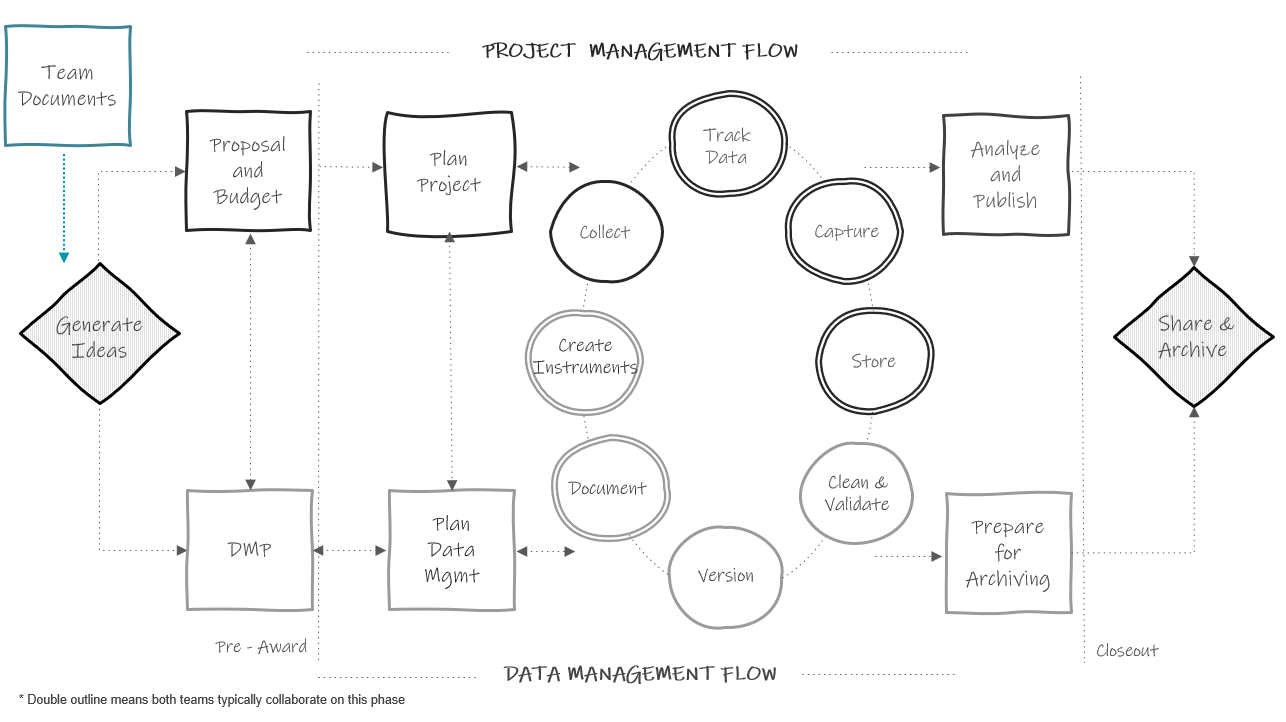 PROJECT MANAGEMENT FLOW
Team
Documents
Proposal
and
Budget
Plan
Project
Track
Data
Analyze
and
Publish
Collect
Capture
Generate
Ideas
Create
Instruments
Store
Share &
Archive
Document
Clean &
Validate
DMP
Plan
Data
Mgmt
Version
Prepare
for
Archiving
Pre - Award
Closeout
DATA MANAGEMENT FLOW
* Double outline means both teams typically collaborate on this phase